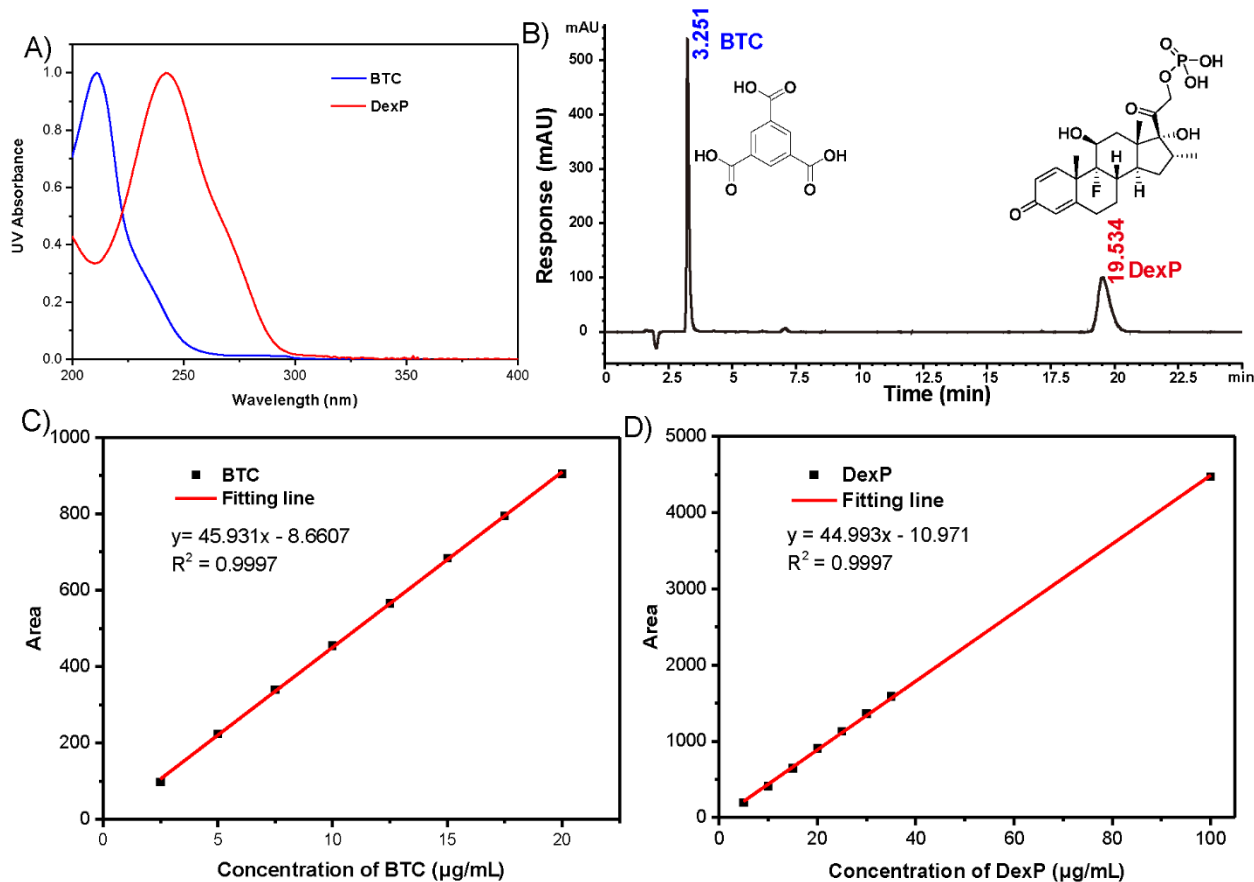 A)
UV Absorbance
1.0
0.8
0.6
0.4
0.2
0.0
BTC
DexP
200
250
300
350
400
Wavelength (nm)
B)
mAU
500
400
300
200
100
0
Response (mAU)
3.251
BTC
HO
O
HO
O
OH
O
O
P
OH
OH
O
O
HO
OH
H
F
H
O
19.534
DexP
0
2.5
5
7.5
10
12.5
15
17.5
20
22.5
min
Time (min)
C)
Area
1000
800
600
400
200
0
BTC
Fitting line
y= 45.931x - 8.6607
R² = 0.9997
0
5
10
15
20
Concentration of BTC (µg/mL)
D)
Area
5000
4000
3000
2000
1000
0
DexP
Fitting line
y = 44.993x - 10.971
R² = 0.9997
0
20
40
60
80
100
Concentration of DexP (µg/mL)